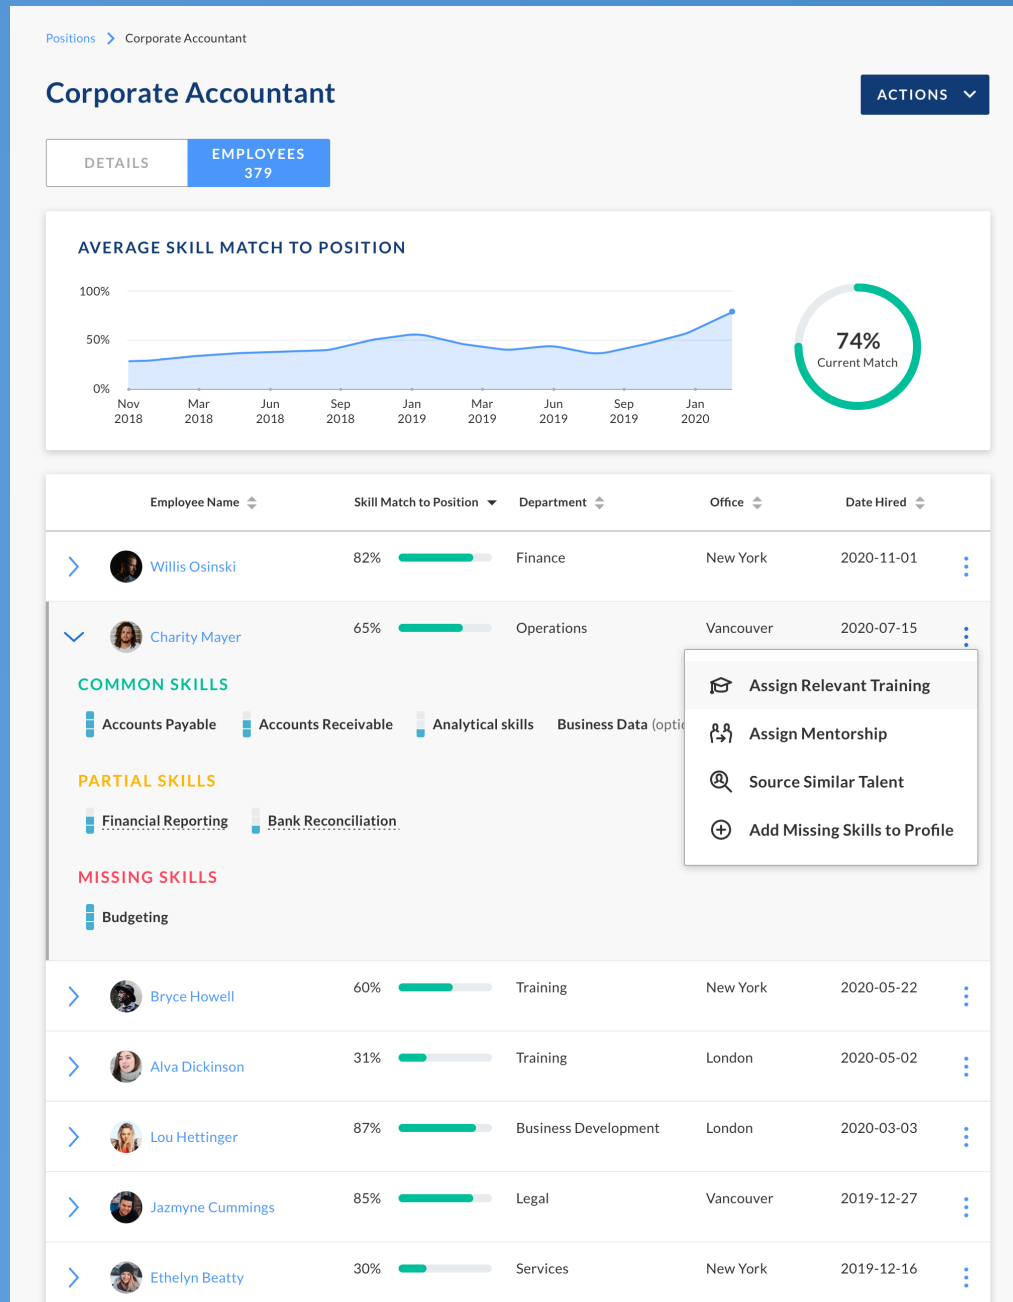 Positions > Corporate Accountant
Corporate Accountant
ACTIONS
DETAILS
EMPLOYEES
379
AVERAGE SKILL MATCH TO POSITION
100%
50%
0%
Nov 2018
Mar 2018
Jun 2018
Sep 2018
Jan 2019
Mar 2019
Jun 2019
Sep 2019
Jan 2020
74%
Current Match
Employee Name Skill Match to Position Department Office Date Hired
Willis Osinski 82% Finance New York 2020-11-01
Charity Mayer 65% Operations Vancouver 2020-07-15
COMMON SKILLS
Accounts Payable Accounts Receivable Analytical skills Business Data (optic
PARTIAL SKILLS
Financial Reporting Bank Reconciliation
MISSING SKILLS
Budgeting
Assign Relevant Training
Assign Mentorship
Source Similar Talent
Add Missing Skills to Profile
Bryce Howell 60% Training New York 2020-05-22
Alva Dickinson 31% Training London 2020-05-02
Lou Hettinger 87% Business Development London 2020-03-03
Jazmyne Cummings 85% Legal Vancouver 2019-12-27
Ethelyn Beatty 30% Services New York 2019-12-16